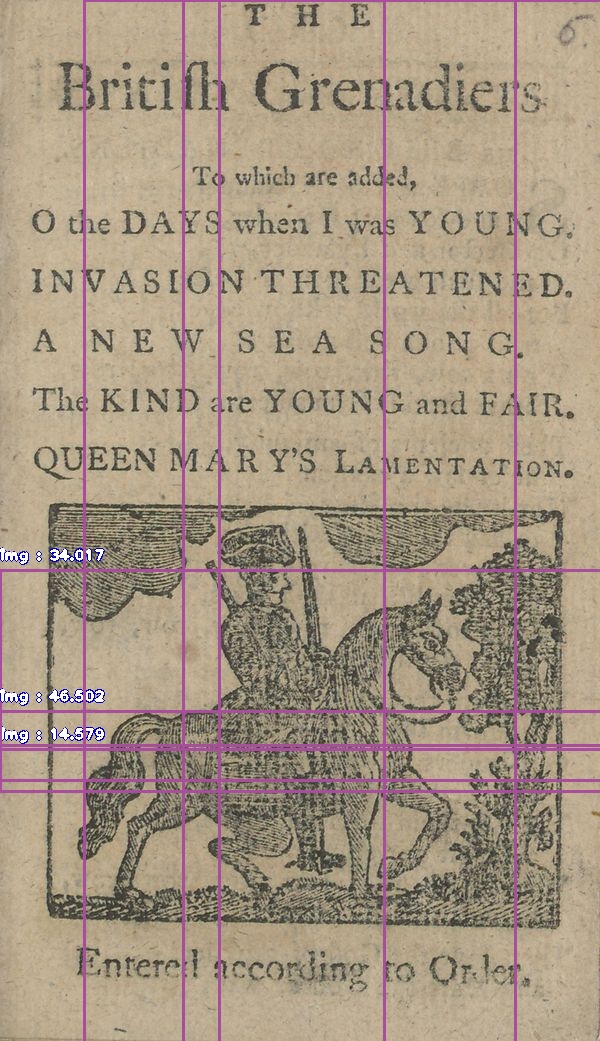 THE
6.
Britiſh Grenadiers
To which are added,
O the DAYS when I was YOUNG.
INVASION THREATENED.
A NEW SEA SONG.
The KIND are YOUNG and FAIR.
QUEEN MARY'S LAMENTATION.
img : 34.017
img : 46.502
img : 14.579
Entered according to Order.